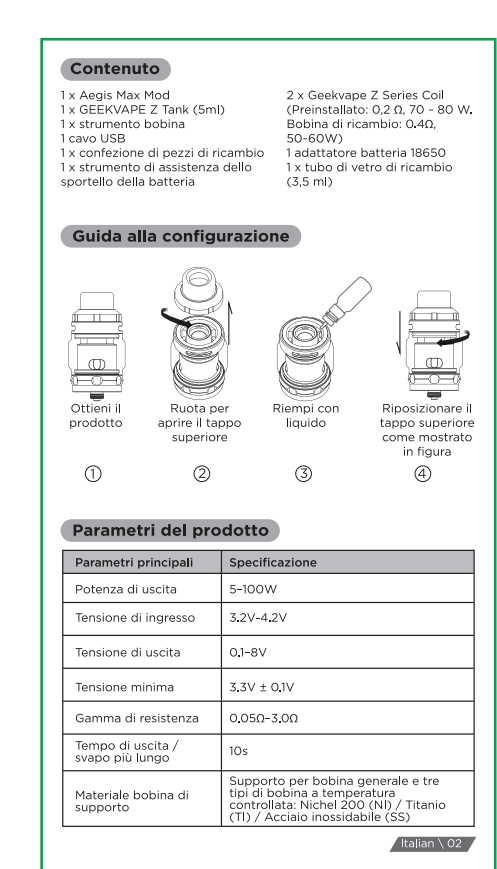 Contenuto
1 x Aegis Max Mod
1 x GEEKVAPE Z Tank (5ml)
1 x strumento bobina
1 cavo USB
1 x confezione di pezzi di ricambio
1 x strumento di assistenza dello
sportello della batteria
2 x Geekvape Z Series Coil
(Preinstallato: 0,2 Ω, 70 - 80 W.
Bobina di ricambio: 0.4Ω,
50-60W)
1 adattatore batteria 18650
1 x tubo di vetro di ricambio
(3,5 ml)
Guida alla configurazione
Ottieni il
prodotto
①
Ruota per
aprire il tappo
superiore
②
Riempi con
liquido
③
Riposizionare il
tappo superiore
come mostrato
in figura
④
Parametri del prodotto
Parametri principali Specificazione
Potenza di uscita 5-100W
Tensione di ingresso 3.2V-4.2V
Tensione di uscita 0.1-8V
Tensione minima 3.3V ± 0.1V
Gamma di resistenza 0.05Ω-3.0Ω
Tempo di uscita /
svapo più lungo
10s
Materiale bobina di
supporto
Supporto per bobina generale e tre
tipi di bobina a temperatura
controllata: Nichel 200 (NI) / Titanio
(TI) / Acciaio inossidabile (SS)
Italian \ 02